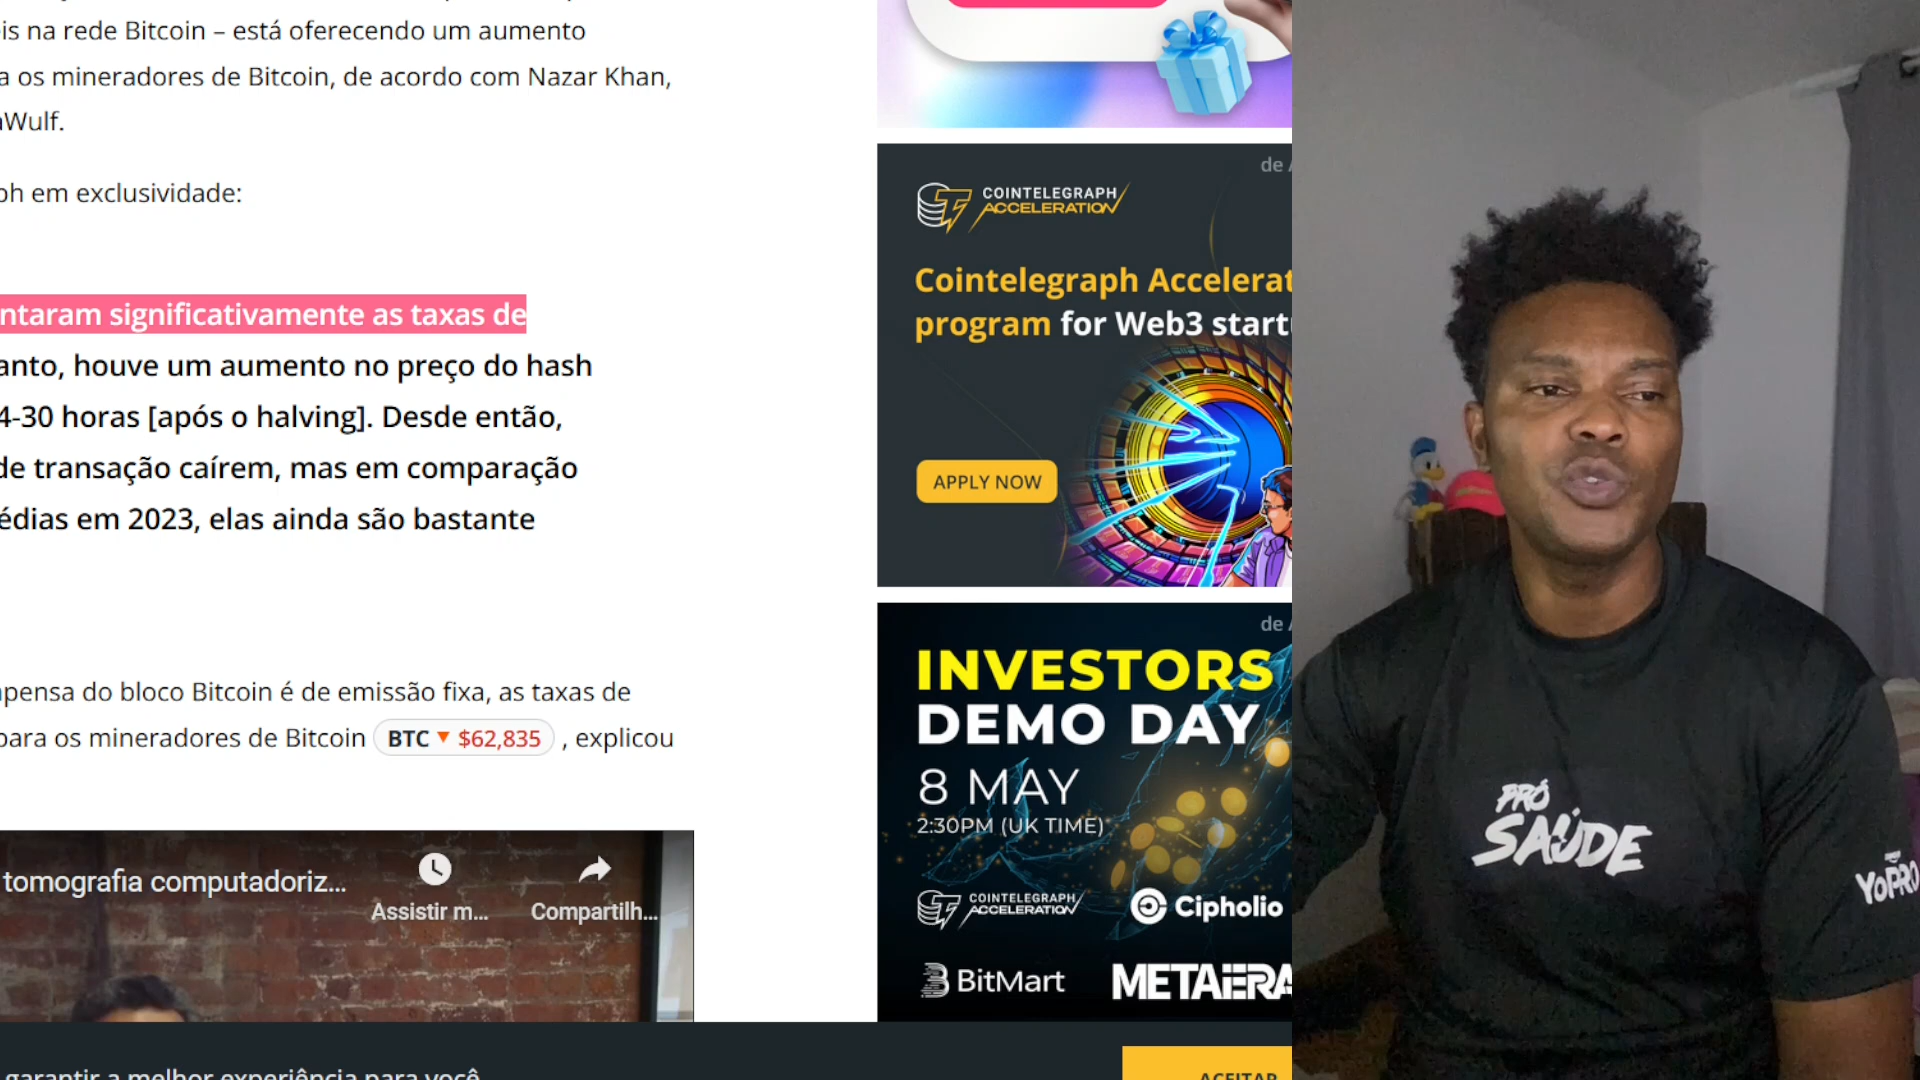 is na rede Bitcoin – está oferecendo um aumento
a os mineradores de Bitcoin, de acordo com Nazar Khan,
Wulf.
ph em exclusividade:
ntaram significativamente as taxas de
anto, houve um aumento no preço do hash
4-30 horas [após o halving]. Desde então,
de transação caírem, mas em comparação
édias em 2023, elas ainda são bastante
pensa do bloco Bitcoin é de emissão fixa, as taxas de
para os mineradores de Bitcoin BTC ▼ $62,835 , explicou
tomografia computadoriz...
Assistir m...
Compartilh...
garantir a melhor experiência para você
de
COINTELEGRAPH
ACCELERATION
Cointelegraph Accelerat
program for Web3 start
APPLY NOW
de
INVESTORS
DEMO DAY
8 MAY
2:30PM (UK TIME)
COINTELEGRAPH
ACCELERATION
Cipholio
BitMart
METAERA
ACEITAR
PRÓ
SAÚDE
YOPRO